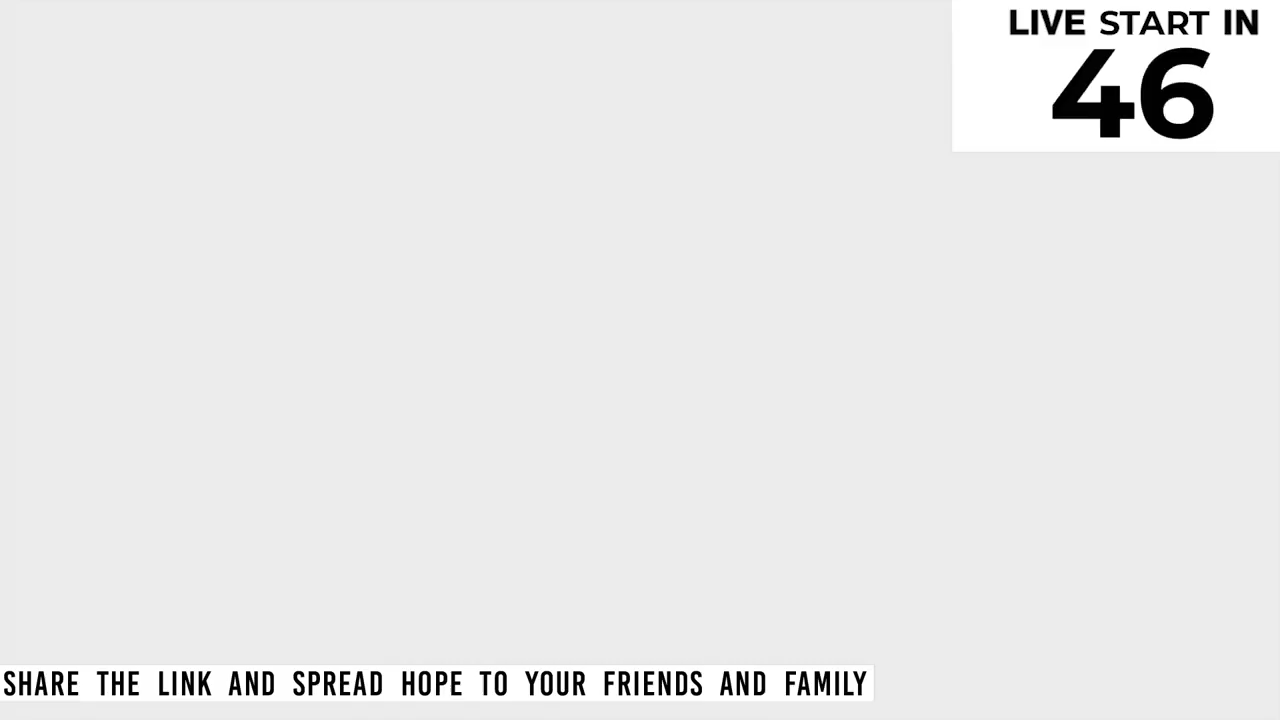 LIVE START IN
46
SHARE THE LINK AND SPREAD HOPE TO YOUR FRIENDS AND FAMILY